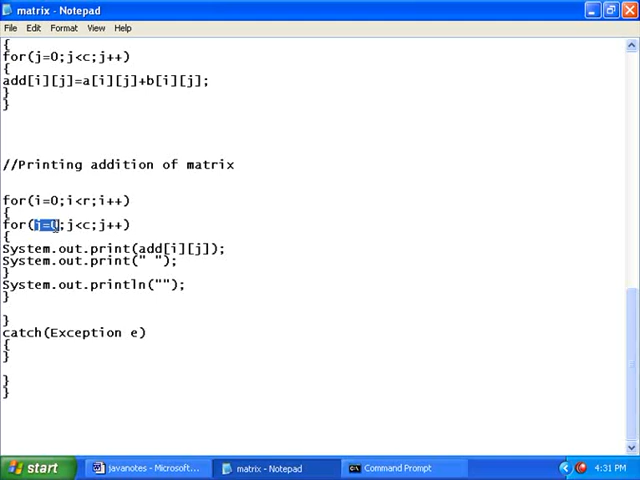 matrix - Notepad
File Edit Format View Help
{
for(j=0;j<c;j++)
{
add[i][j]=a[i][j]+b[i][j];
}
}
//Printing addition of matrix
for(i=0;i<r;i++)
{
for(j=0;j<c;j++)
{
System.out.print(add[i][j]);
System.out.print(" ");
}
System.out.println("");
}
}
catch(Exception e)
{
}
}
}
start javanotes - Microsoft... matrix - Notepad Command Prompt 4:31 PM